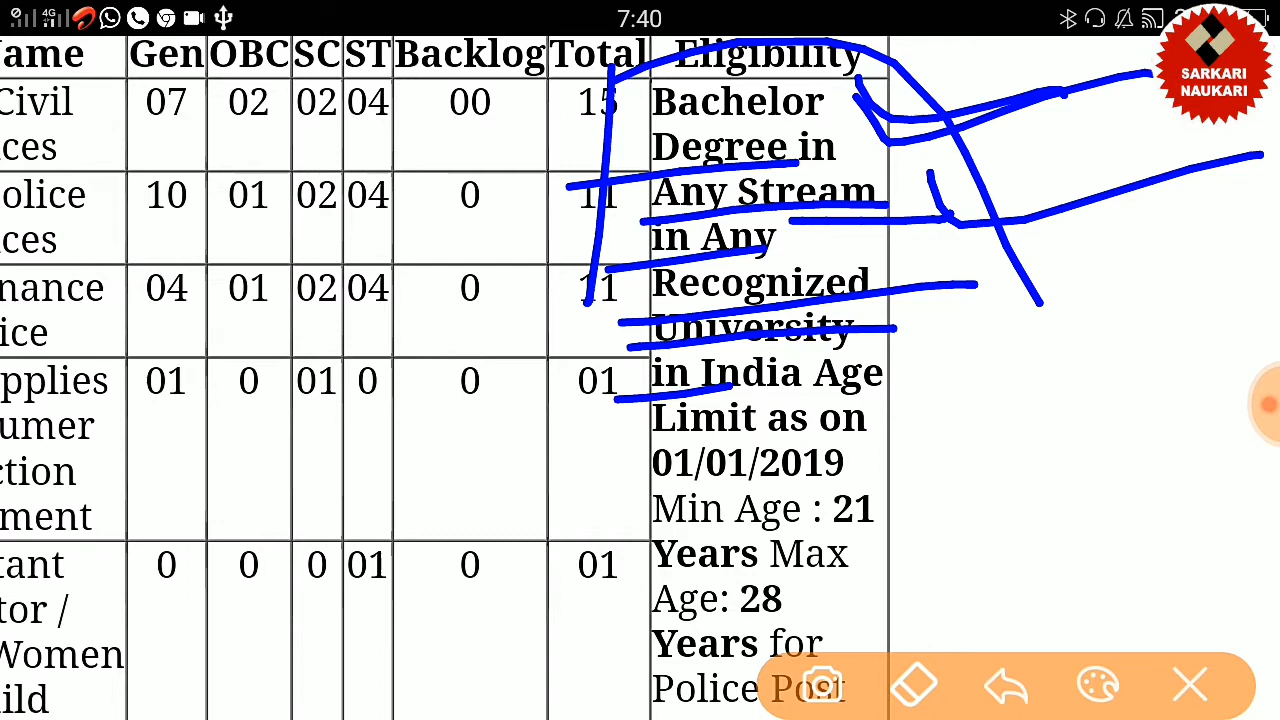 4G 7:40
ame Gen OBC SC ST Backlog Total Eligibility
SARKARI
NAUKARI
Civil 07 02 02 04 00 15 Bachelor
ces Degree in
olice 10 01 02 04 0 11 Any Stream
ces in Any
nance 04 01 02 04 0 11 Recognized
ice University
pplies 01 0 01 0 0 01 in India Age
umer Limit as on
ction 01/01/2019
ment Min Age : 21
tant 0 0 0 01 0 01 Years Max
tor / Age: 28
Women Years for
ild Police Post